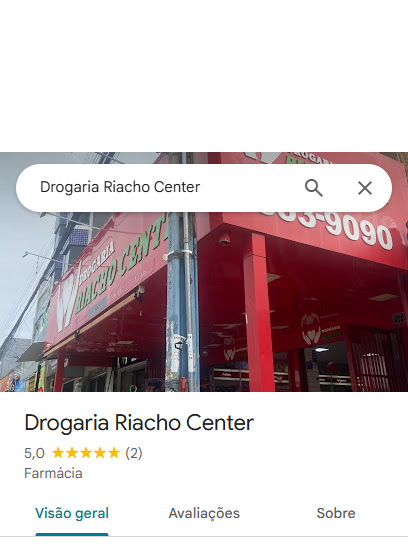 Drogaria Riacho Center
DROGARIA
RIACHO CENT
DROGARIA
3-9090
Drogaria Riacho Center
5,0 ★★★★★ (2)
Farmácia
Visão geral
Avaliações
Sobre